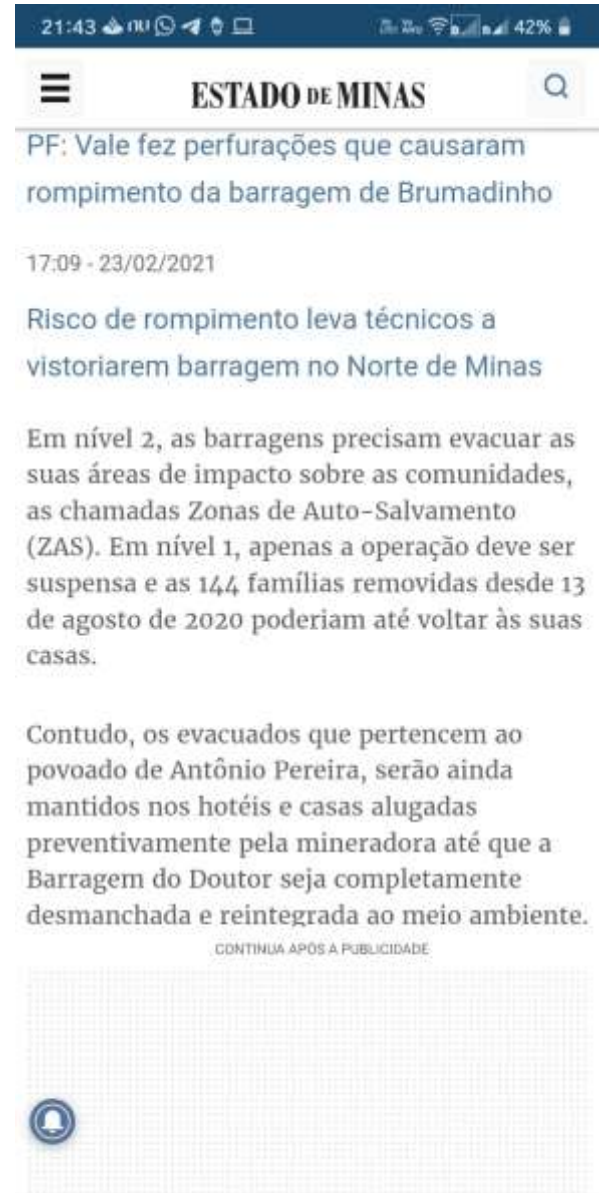 21:43
42%
ESTADO DE MINAS
PF: Vale fez perfurações que causaram
rompimento da barragem de Brumadinho
17:09 - 23/02/2021
Risco de rompimento leva técnicos a
vistoriarem barragem no Norte de Minas
Em nível 2, as barragens precisam evacuar as
suas áreas de impacto sobre as comunidades,
as chamadas Zonas de Auto-Salvamento
(ZAS). Em nível 1, apenas a operação deve ser
suspensa e as 144 famílias removidas desde 13
de agosto de 2020 poderiam até voltar às suas
casas.
Contudo, os evacuados que pertencem ao
povoado de Antônio Pereira, serão ainda
mantidos nos hotéis e casas alugadas
preventivamente pela mineradora até que a
Barragem do Doutor seja completamente
desmanchada e reintegrada ao meio ambiente.
CONTINUA APÓS A PUBLICIDADE